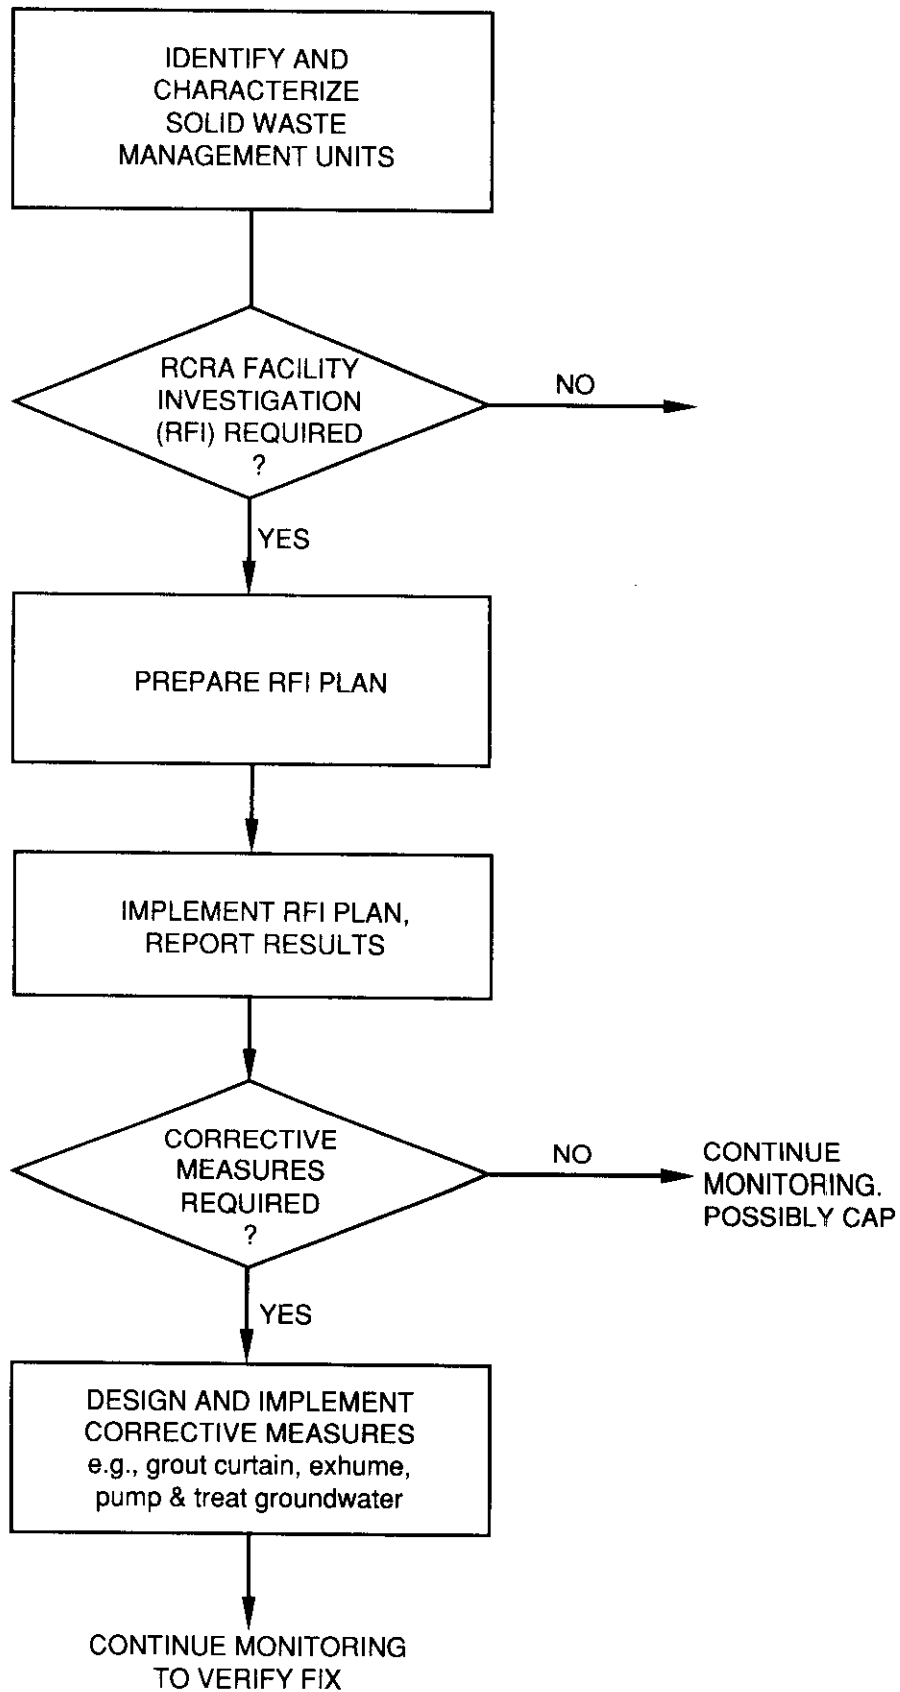 IDENTIFY AND
CHARACTERIZE
SOLID WASTE
MANAGEMENT UNITS
RCRA FACILITY
INVESTIGATION
(RFI) REQUIRED
?
NO
YES
PREPARE RFI PLAN
IMPLEMENT RFI PLAN,
REPORT RESULTS
CORRECTIVE
MEASURES
REQUIRED
?
NO
CONTINUE
MONITORING.
POSSIBLY CAP
YES
DESIGN AND IMPLEMENT
CORRECTIVE MEASURES
e.g., grout curtain, exhume,
pump & treat groundwater
CONTINUE MONITORING
TO VERIFY FIX